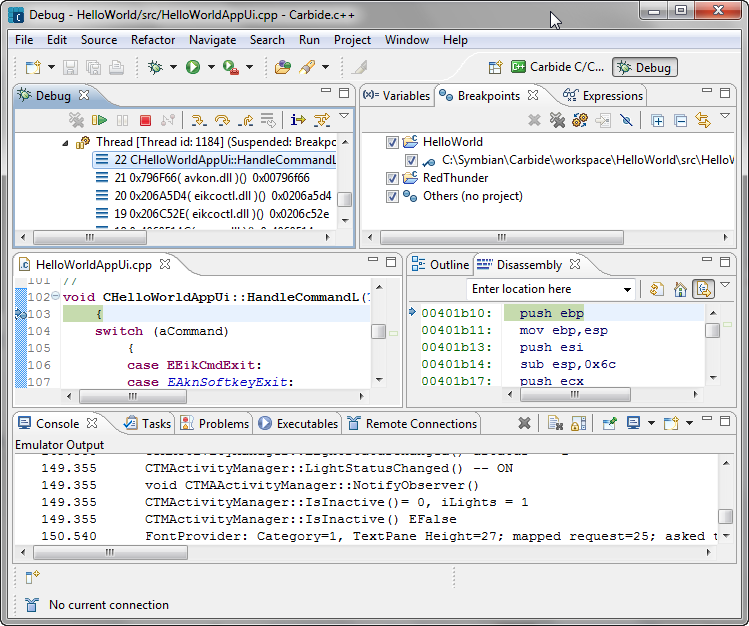 Debug - HelloWorld/src/HelloWorldAppUi.cpp - Carbide.c++
File Edit Source Refactor Navigate Search Run Project Window Help
Carbide C/C... Debug
Debug
Thread [Thread id: 1184] (Suspended: Breakpc
22 CHelloWorldAppUi::HandleCommandL
21 0x796F66( avkon.dll )() 0x00796f66
20 0x206A5D4( eikcoctl.dll )() 0x0206a5d4
19 0x206C52E( eikcoctl.dll )() 0x0206c52e
(x)= Variables Breakpoints Expressions
HelloWorld
C:\Symbian\Carbide\workspace\HelloWorld\src\HelloW
RedThunder
Others (no project)
HelloWorldAppUi.cpp
101 //
102 void CHelloWorldAppUi::HandleCommandL(
103 {
104 switch (aCommand)
105 {
106 case EEikCmdExit:
107 case EAknSoftkeyExit:
Outline Disassembly
Enter location here
00401b10: push ebp
00401b11: mov ebp,esp
00401b13: push esi
00401b14: sub esp,0x6c
00401b17: push ecx
Console Tasks Problems Executables Remote Connections
Emulator Output
149.355 CTMActivityManager::LightStatusChanged() -- ON
149.355 void CTMAActivityManager::NotifyObserver()
149.355 CTMActivityManager::IsInactive()= 0, iLights = 1
149.355 CTMActivityManager::IsInactive() EFalse
150.540 FontProvider: Category=1, TextPane Height=27; mapped request=25; asked t
No current connection